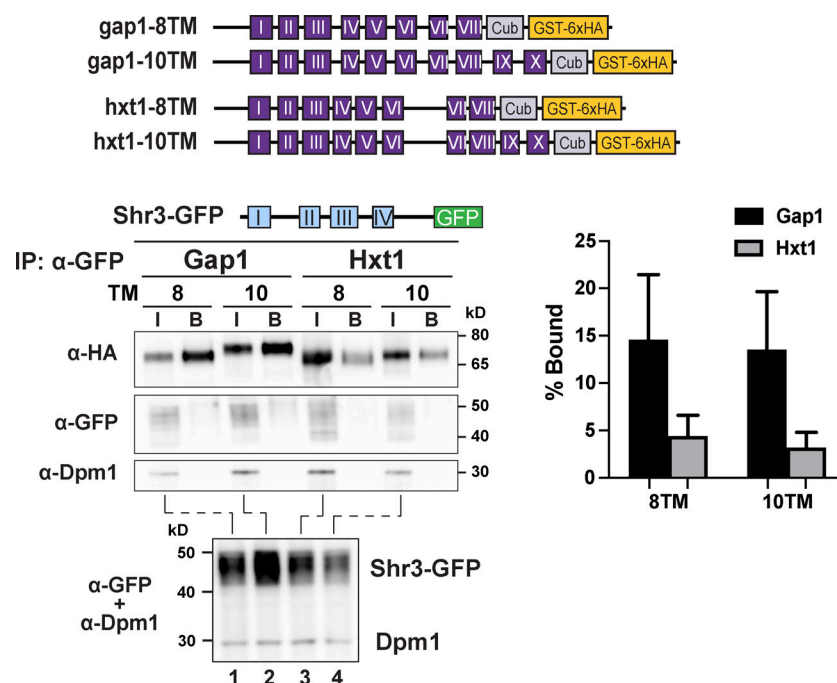 gap1-8TM I II III IV V VI VII VIII Cub GST-6xHA
gap1-10TM I II III IV V VI VII VIII IX X Cub GST-6xHA
hxt1-8TM I II III IV V VI VII VIII Cub GST-6xHA
hxt1-10TM I II III IV V VI VII VIII IX X Cub GST-6xHA
Shr3-GFP I II III IV GFP
IP: α-GFP Gap1 Hxt1
TM 8 10 8 10
I B I B I B I B kD
α-HA 80
65
α-GFP 50
40
α-Dpm1 30
kD
50
40
30
α-GFP
+
α-Dpm1
Shr3-GFP
Dpm1
1 2 3 4
Gap1
Hxt1
% Bound
25
20
15
10
5
0
8TM 10TM